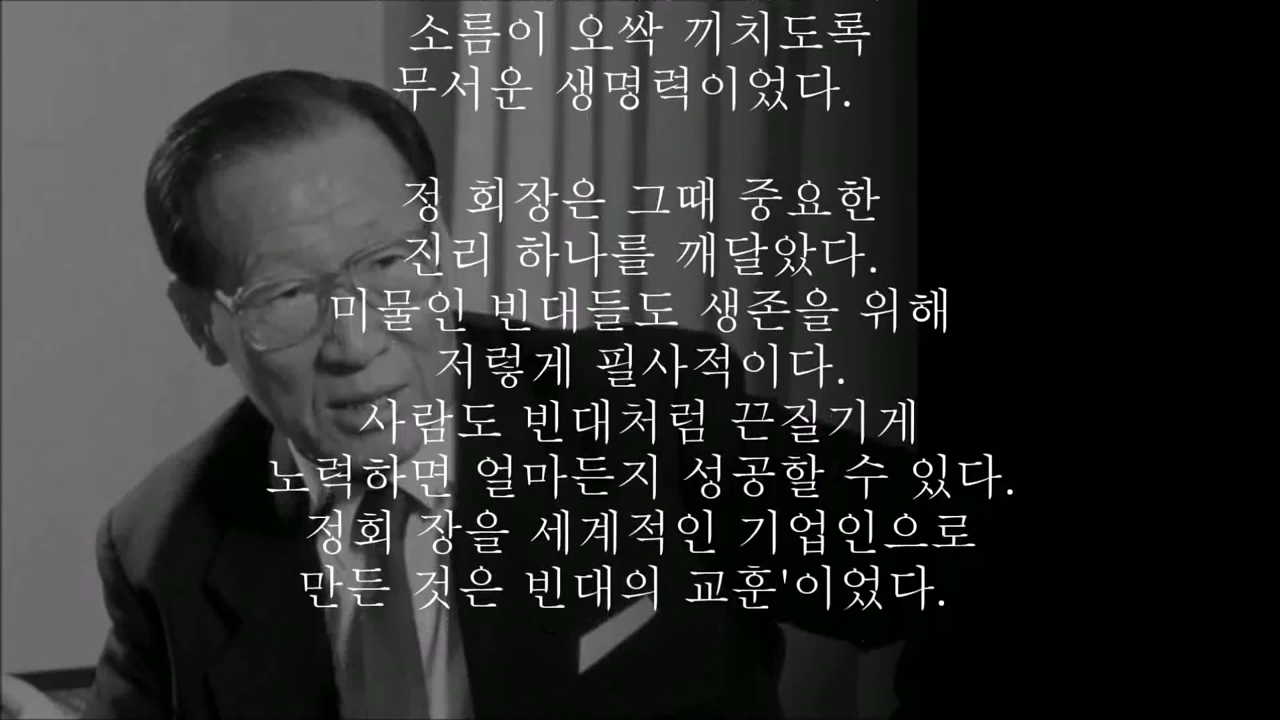 소름이 오싹 끼치도록
무서운 생명력이었다.
정 회장은 그때 중요한
진리 하나를 깨달았다.
미물인 빈대들도 생존을 위해
저렇게 필사적이다.
사람도 빈대처럼 끈질기게
노력하면 얼마든지 성공할 수 있다.
정회 장을 세계적인 기업인으로
만든 것은 빈대의 교훈'이었다.